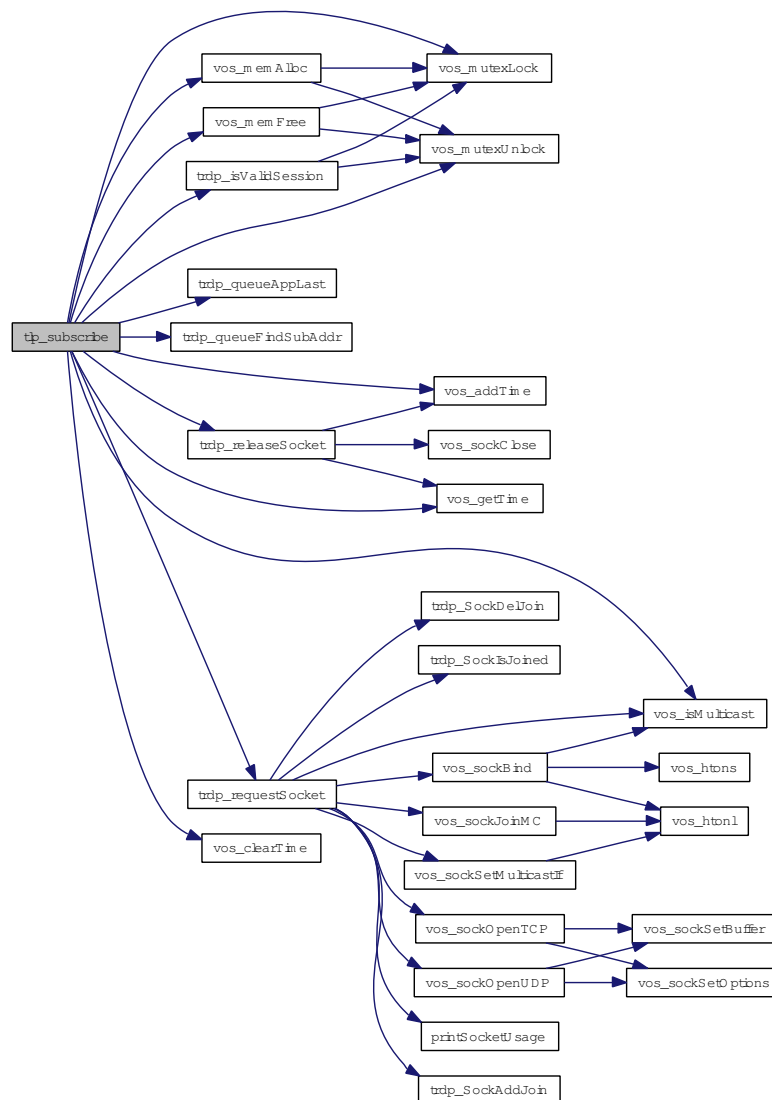 vos_memAlloc
vos_mutexLock
vos_memFree
vos_mutexUnlock
trdp_isValidSession
trdp_queueAppLast
tlp_subscribe
trdp_queueFindSubAddr
vos_addTime
trdp_releaseSocket
vos_sockClose
vos_getTime
trdp_SockDelJoin
trdp_SockIsJoined
vos_isMulticast
vos_sockBind
vos_htons
trdp_requestSocket
vos_sockJoinMC
vos_htonl
vos_clearTime
vos_sockSetMulticastIf
vos_sockOpenTCP
vos_sockSetBuffer
vos_sockOpenUDP
vos_sockSetOptions
printSocketUsage
trdp_SockAddJoin